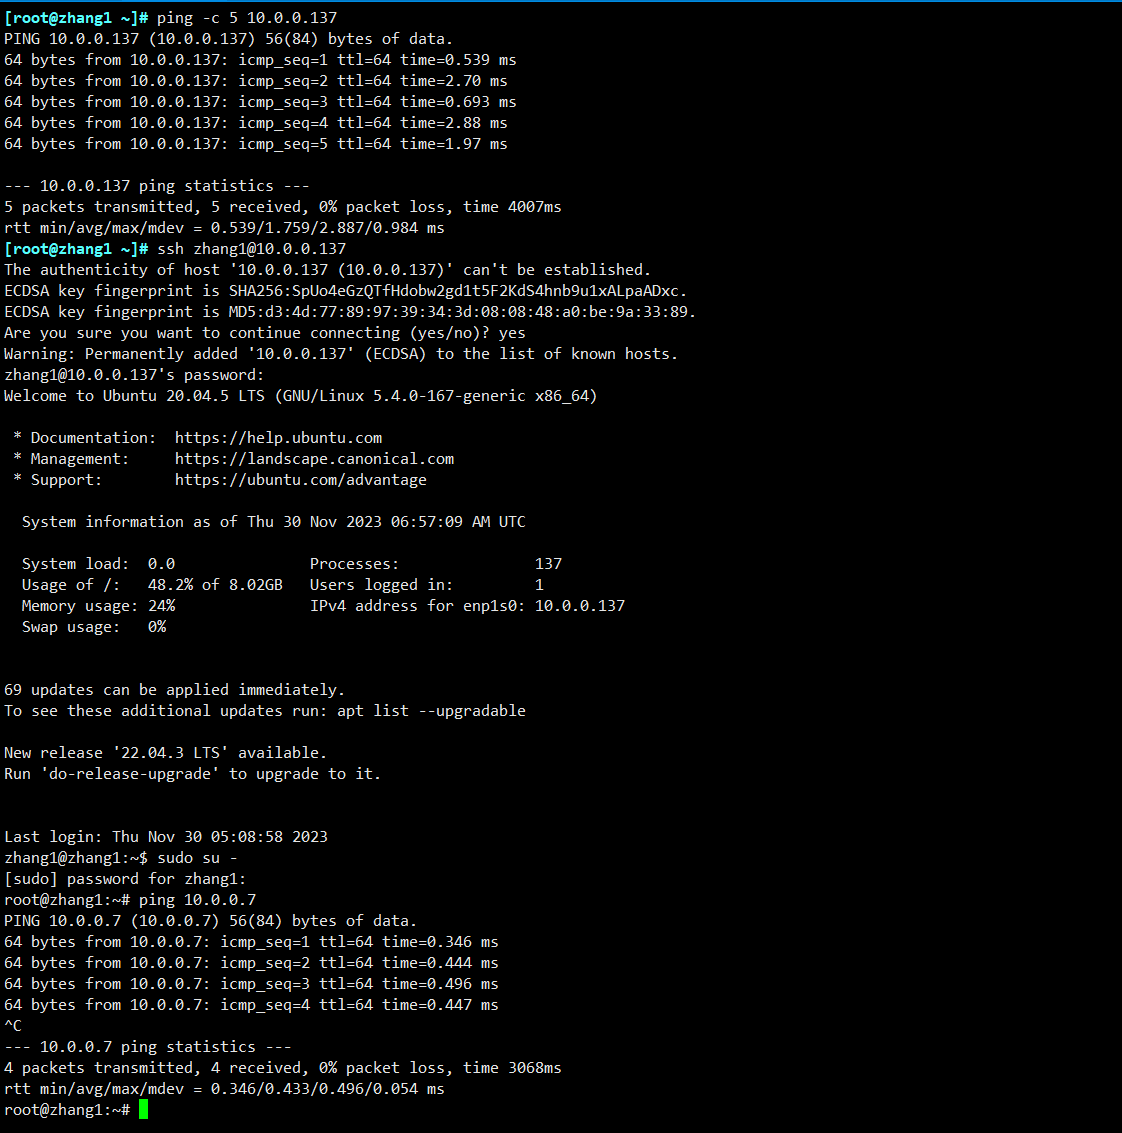 [root@zhang1 ~]# ping -c 5 10.0.0.137
PING 10.0.0.137 (10.0.0.137) 56(84) bytes of data.
64 bytes from 10.0.0.137: icmp_seq=1 ttl=64 time=0.539 ms
64 bytes from 10.0.0.137: icmp_seq=2 ttl=64 time=2.70 ms
64 bytes from 10.0.0.137: icmp_seq=3 ttl=64 time=0.693 ms
64 bytes from 10.0.0.137: icmp_seq=4 ttl=64 time=2.88 ms
64 bytes from 10.0.0.137: icmp_seq=5 ttl=64 time=1.97 ms

--- 10.0.0.137 ping statistics ---
5 packets transmitted, 5 received, 0% packet loss, time 4007ms
rtt min/avg/max/mdev = 0.539/1.759/2.887/0.984 ms
[root@zhang1 ~]# ssh zhang1@10.0.0.137
The authenticity of host '10.0.0.137 (10.0.0.137)' can't be established.
ECDSA key fingerprint is SHA256:SpUo4eGzQTfHdobw2gd1t5F2KdS4hnb9u1xALpaADxc.
ECDSA key fingerprint is MD5:d3:4d:77:89:97:39:34:3d:08:08:48:a0:be:9a:33:89.
Are you sure you want to continue connecting (yes/no)? yes
Warning: Permanently added '10.0.0.137' (ECDSA) to the list of known hosts.
zhang1@10.0.0.137's password:
Welcome to Ubuntu 20.04.5 LTS (GNU/Linux 5.4.0-167-generic x86_64)

 * Documentation:  https://help.ubuntu.com
 * Management:     https://landscape.canonical.com
 * Support:        https://ubuntu.com/advantage

  System information as of Thu 30 Nov 2023 06:57:09 AM UTC

  System load:  0.0               Processes:               137
  Usage of /:   48.2% of 8.02GB   Users logged in:         1
  Memory usage: 24%               IPv4 address for enp1s0: 10.0.0.137
  Swap usage:   0%


69 updates can be applied immediately.
To see these additional updates run: apt list --upgradable

New release '22.04.3 LTS' available.
Run 'do-release-upgrade' to upgrade to it.


Last login: Thu Nov 30 05:08:58 2023
zhang1@zhang1:~$ sudo su -
[sudo] password for zhang1:
root@zhang1:~# ping 10.0.0.7
PING 10.0.0.7 (10.0.0.7) 56(84) bytes of data.
64 bytes from 10.0.0.7: icmp_seq=1 ttl=64 time=0.346 ms
64 bytes from 10.0.0.7: icmp_seq=2 ttl=64 time=0.444 ms
64 bytes from 10.0.0.7: icmp_seq=3 ttl=64 time=0.496 ms
64 bytes from 10.0.0.7: icmp_seq=4 ttl=64 time=0.447 ms
^C
--- 10.0.0.7 ping statistics ---
4 packets transmitted, 4 received, 0% packet loss, time 3068ms
rtt min/avg/max/mdev = 0.346/0.433/0.496/0.054 ms
root@zhang1:~#